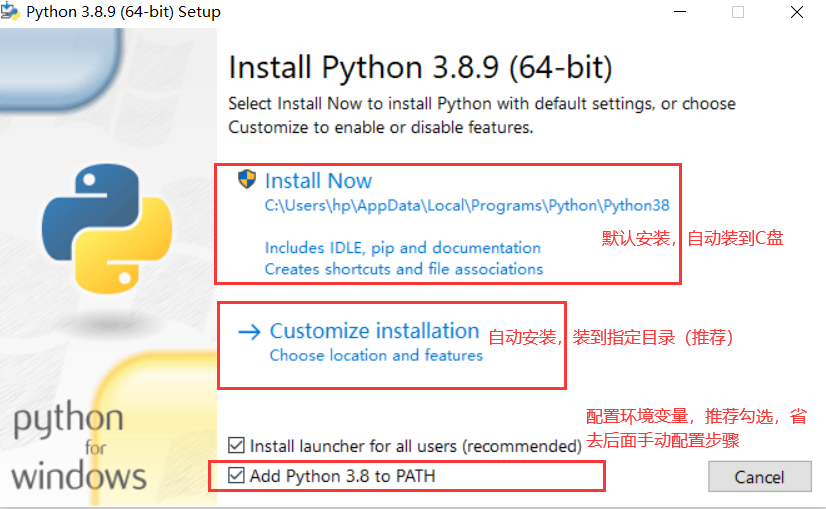 Python 3.8.9 (64-bit) Setup
Install Python 3.8.9 (64-bit)
Select Install Now to install Python with default settings, or choose
Customize to enable or disable features.
Install Now
C:\Users\hp\AppData\Local\Programs\Python\Python38
Includes IDLE, pip and documentation
Creates shortcuts and file associations
默认安装，自动装到C盘
Customize installation
Choose location and features
自动安装，装到指定目录（推荐）
配置环境变量，推荐勾选，省
去后面手动配置步骤
Install launcher for all users (recommended)
Add Python 3.8 to PATH
Cancel
python
for
windows